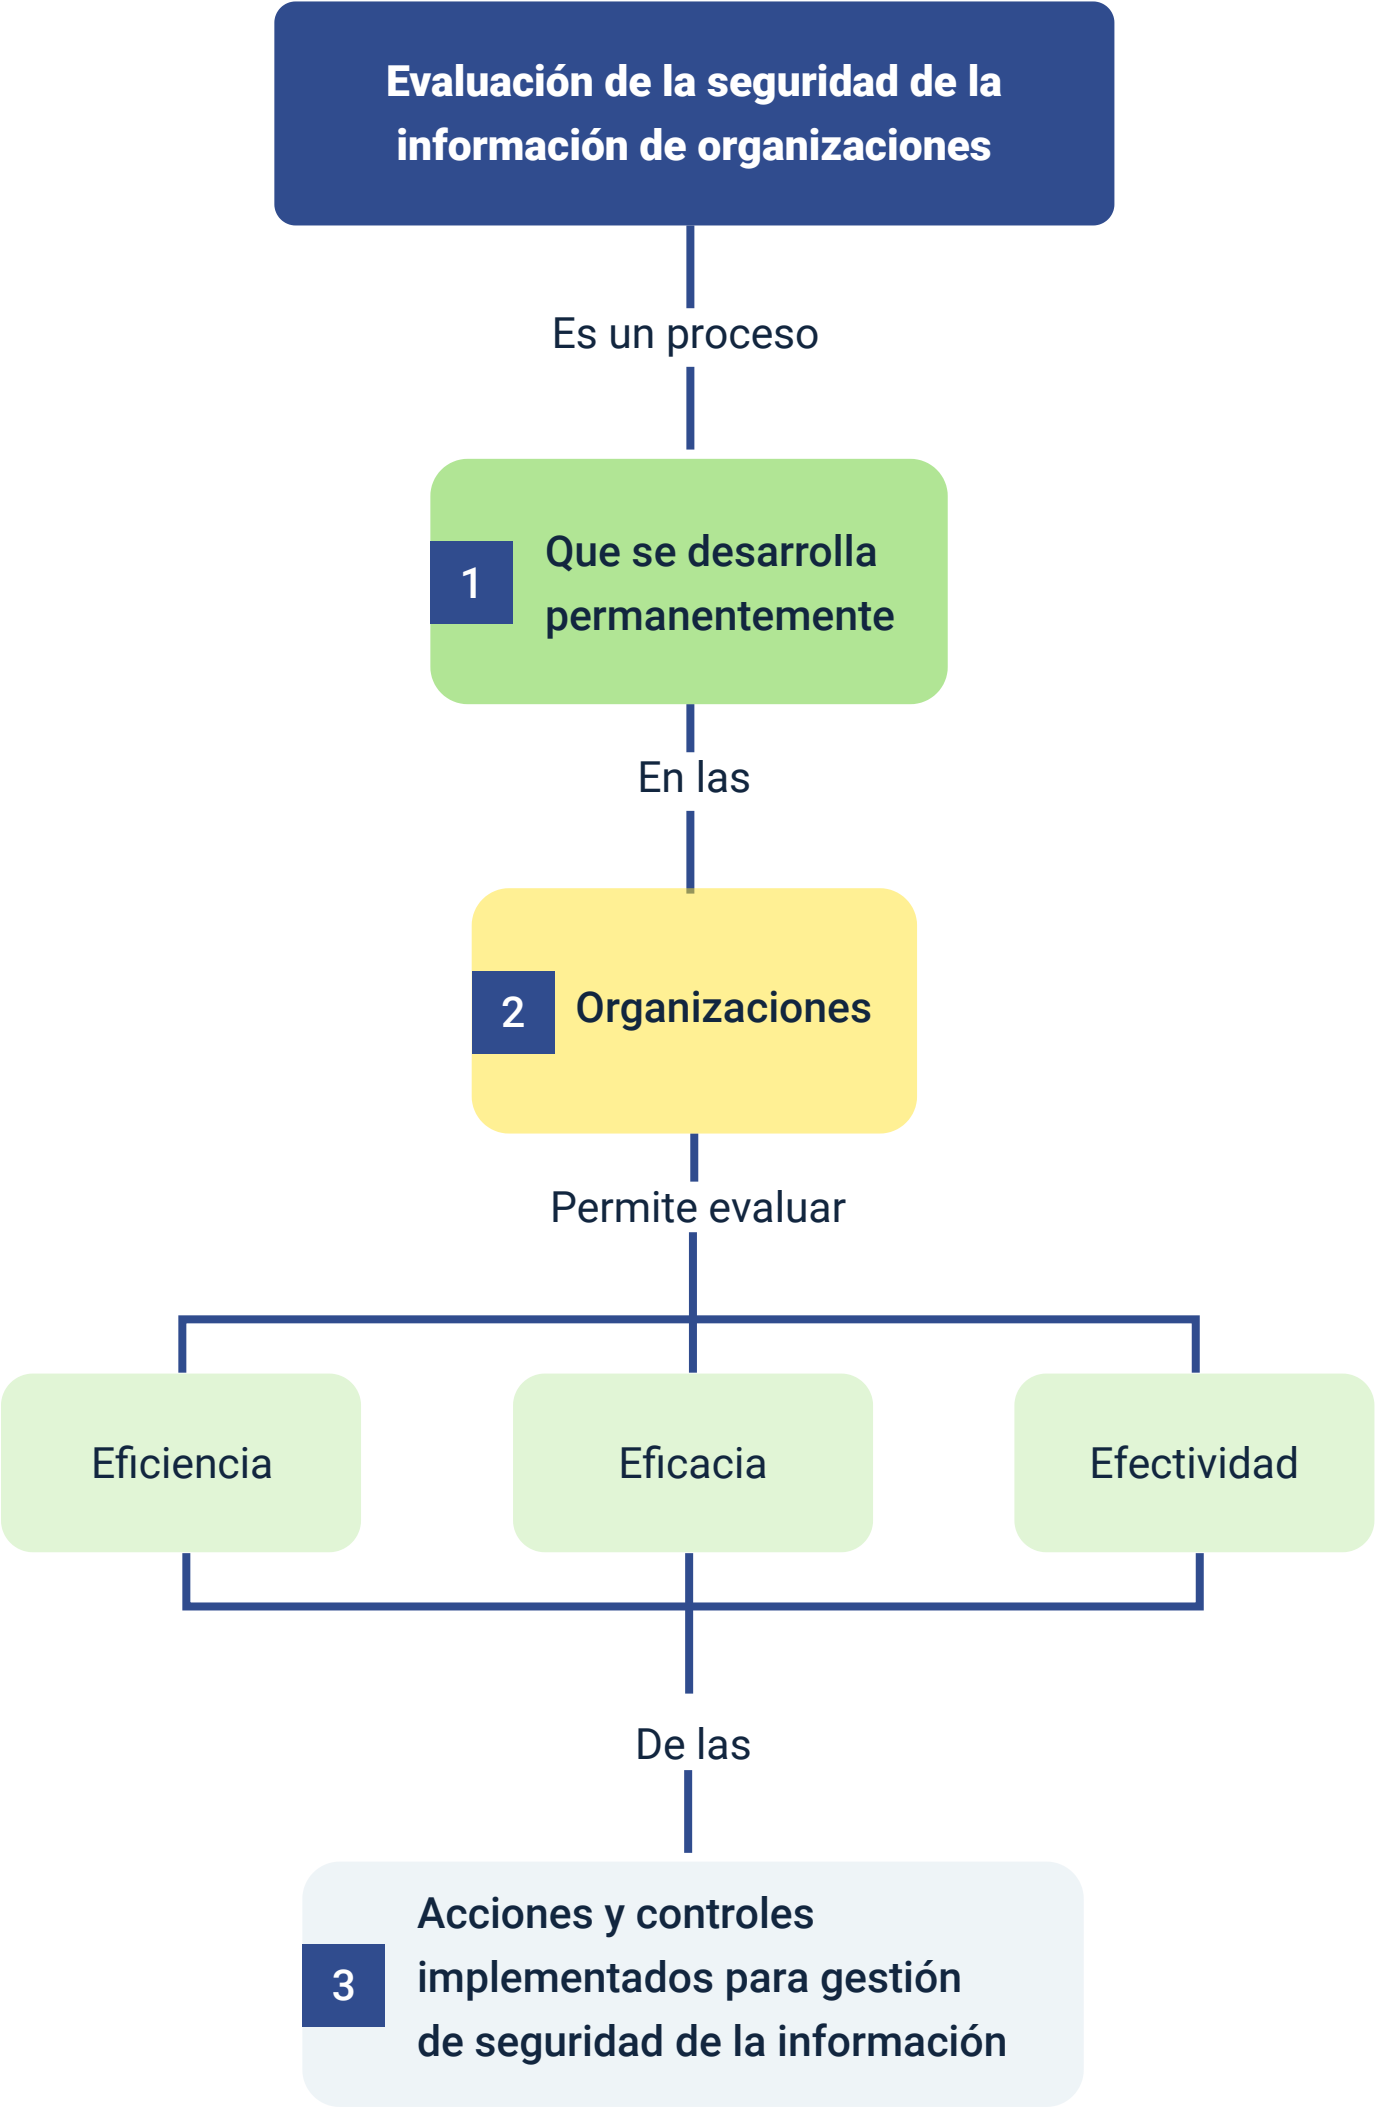 Evaluación de la seguridad de la
información de organizaciones
Es un proceso
1
Que se desarrolla
permanentemente
En las
2
Organizaciones
Permite evaluar
Eficiencia
Eficacia
Efectividad
De las
3
Acciones y controles
implementados para gestión
de seguridad de la información